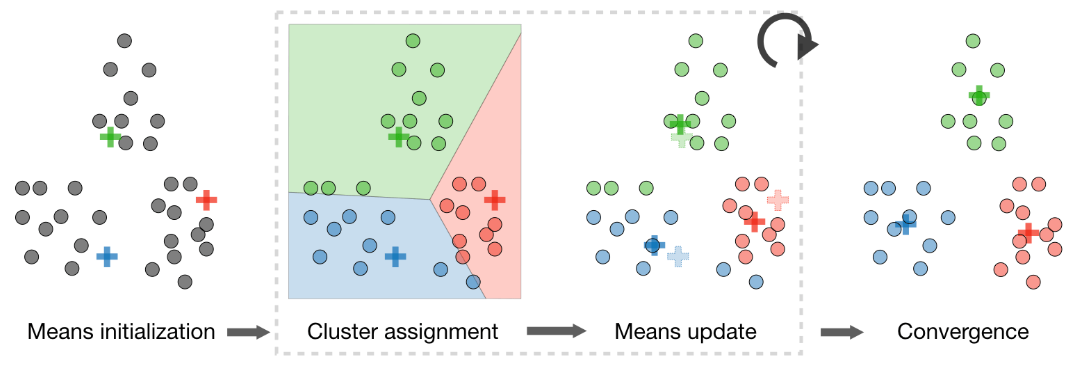 Means initialization
Cluster assignment
Means update
Convergence